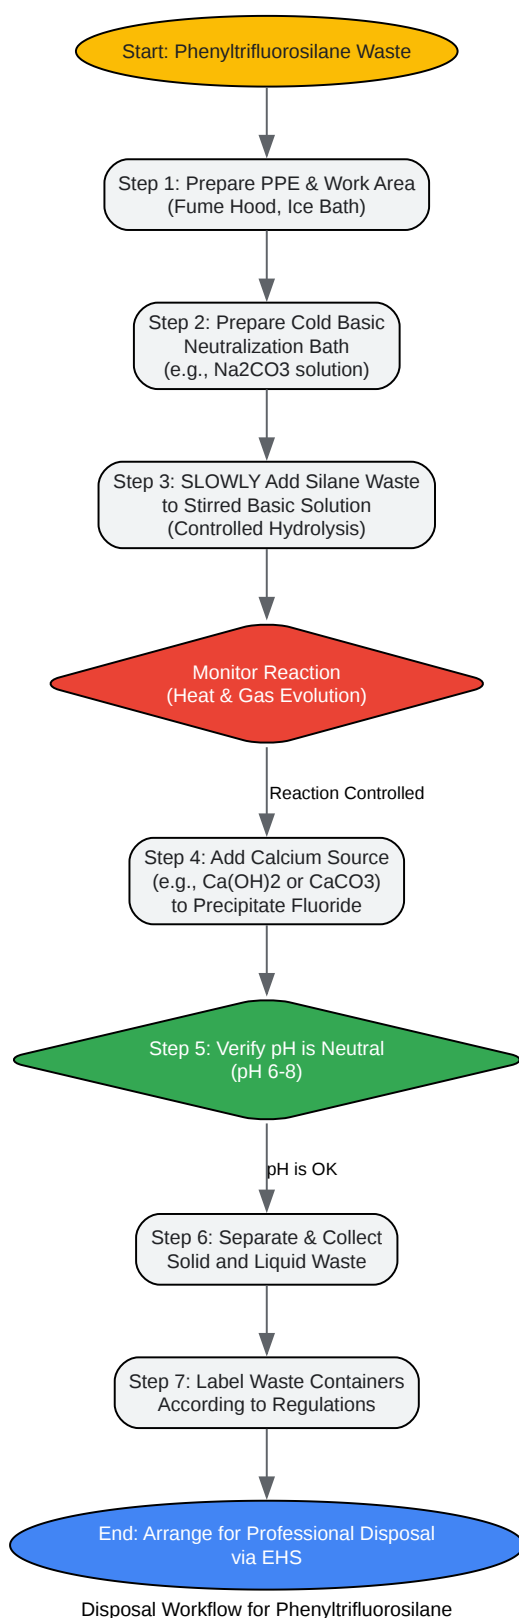 Start: Phenyltrifluorosilane Waste
Step 1: Prepare PPE & Work Area
(Fume Hood, Ice Bath)
Step 2: Prepare Cold Basic
Neutralization Bath
(e.g., Na2CO3 solution)
Step 3: SLOWLY Add Silane Waste
to Stirred Basic Solution
(Controlled Hydrolysis)
Monitor Reaction
(Heat & Gas Evolution)
Reaction Controlled
Step 4: Add Calcium Source
(e.g., Ca(OH)2 or CaCO3)
to Precipitate Fluoride
Step 5: Verify pH is Neutral
(pH 6-8)
pH is OK
Step 6: Separate & Collect
Solid and Liquid Waste
Step 7: Label Waste Containers
According to Regulations
End: Arrange for Professional Disposal
via EHS
Disposal Workflow for Phenyltrifluorosilane